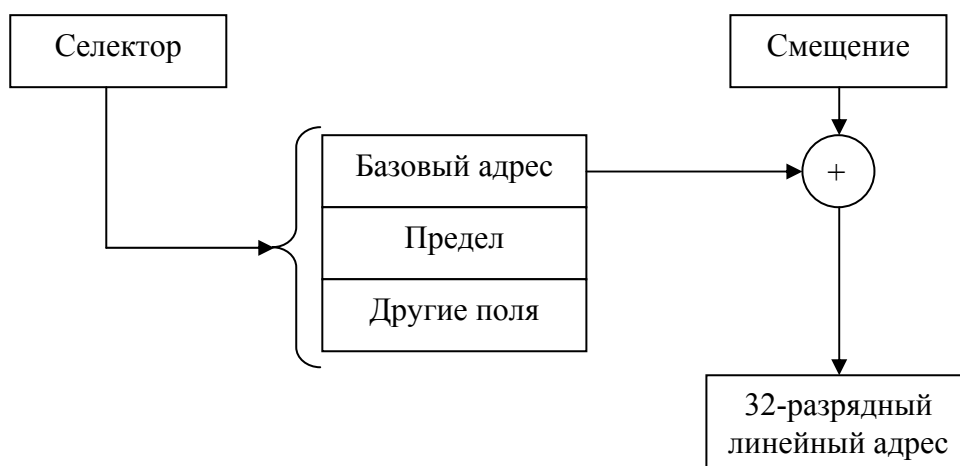 Селектор
Смещение
Базовый адрес
+
Предел
Другие поля
32-разрядный
линейный адрес